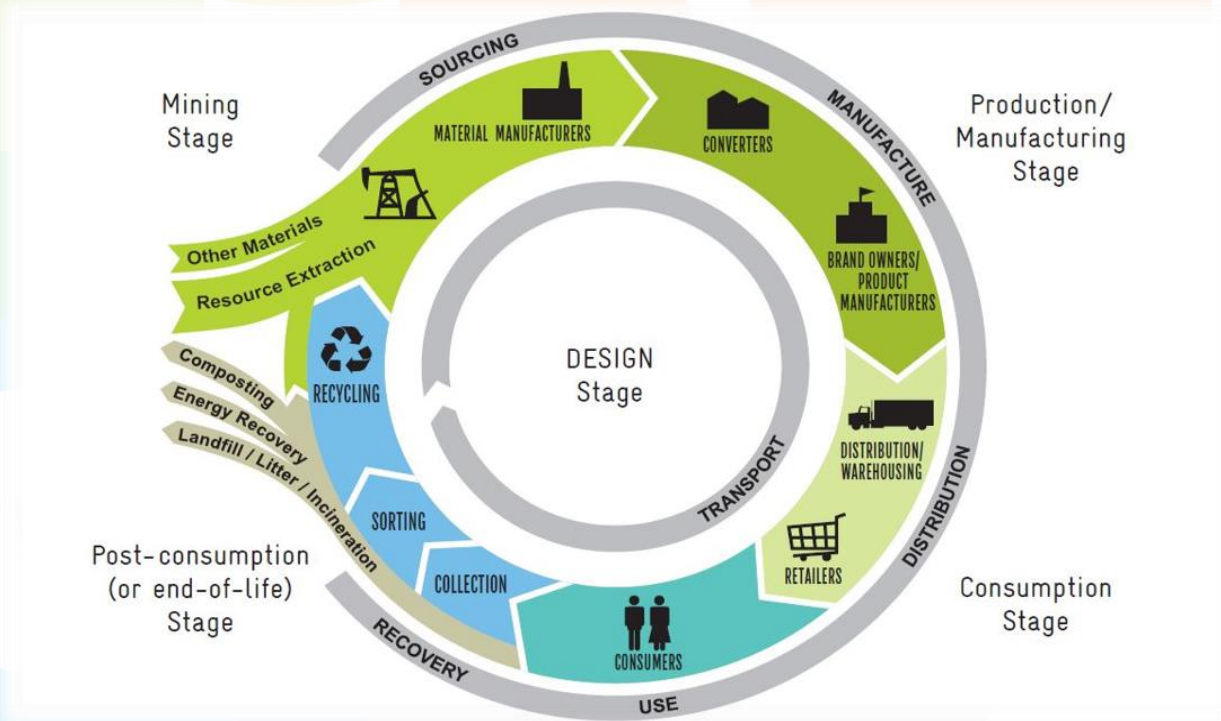 Mining
Stage
SOURCING
MATERIAL MANUFACTURERS
Other Materials
Resource Extraction
MANUFACTURE
CONVERTERS
BRAND OWNERS/
PRODUCT
MANUFACTURERS
Production/
Manufacturing
Stage
DESIGN
Stage
TRANSPORT
DISTRIBUTION/
WAREHOUSING
RETAILERS
DISTRIBUTION
Consumption
Stage
CONSUMERS
USE
RECOVERY
COLLECTION
SORTING
RECYCLING
Composting
Energy Recovery
Landfill / Litter / Incineration
Post-consumption
(or end-of-life)
Stage